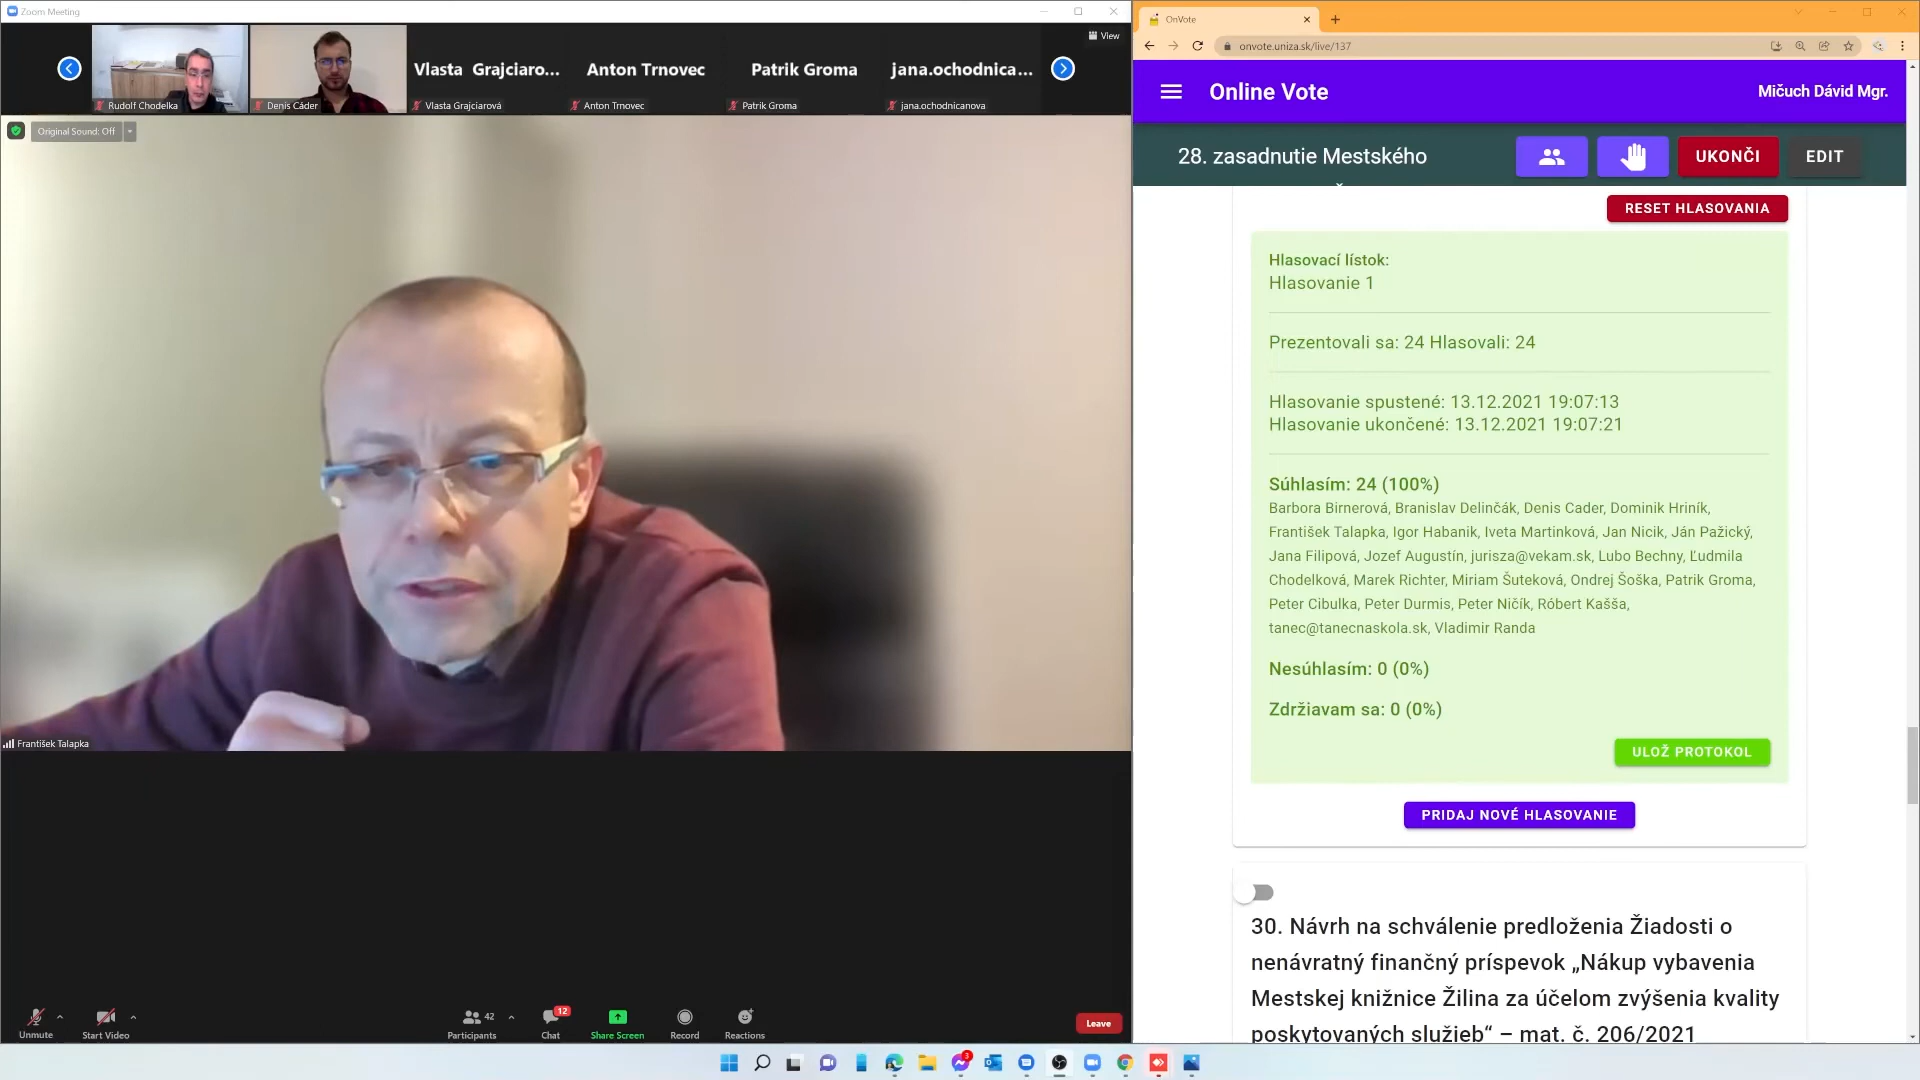 Zoom Meeting
View
Vlasta Grajciaro...
Anton Trnovec
Patrik Groma
jana.ochodnica...
Rudolf Chodelka
Denis Cáder
Vlasta Grajciarová
Anton Trnovec
Patrik Groma
jana.ochodnicanova
Original Sound: Off
František Talapka
Unmute
Start Video
42
Participants
12
Chat
Share Screen
Record
Reactions
Leave
OnVote
onvote.uniza.sk/live/137
Online Vote
Mičuch Dávid Mgr.
28. zasadnutie Mestského
UKONČI
EDIT
RESET HLASOVANIA
Hlasovací lístok:
Hlasovanie 1
Prezentovali sa: 24 Hlasovali: 24
Hlasovanie spustené: 13.12.2021 19:07:13
Hlasovanie ukončené: 13.12.2021 19:07:21
Súhlasím: 24 (100%)
Barbora Birnerová, Branislav Delinčák, Denis Cader, Dominik Hriník,
František Talapka, Igor Habanik, Iveta Martinková, Jan Nicik, Ján Pažický,
Jana Filipová, Jozef Augustín, jurisza@vekam.sk, Lubo Bechny, Ľudmila
Chodelková, Marek Richter, Miriam Šuteková, Ondrej Šoška, Patrik Groma,
Peter Cibulka, Peter Durmis, Peter Ničík, Róbert Kašša,
tanec@tanecnaskola.sk, Vladimir Randa
Nesúhlasím: 0 (0%)
Zdržiavam sa: 0 (0%)
ULOŽ PROTOKOL
PRIDAJ NOVÉ HLASOVANIE
30. Návrh na schválenie predloženia Žiadosti o
nenávratný finančný príspevok „Nákup vybavenia
Mestskej knižnice Žilina za účelom zvýšenia kvality
poskytovaných služieb“ – mat. č. 206/2021
3